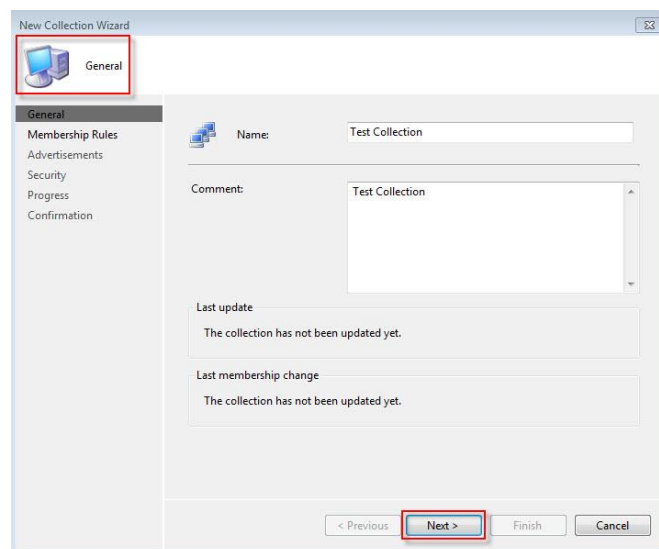 New Collection Wizard
General
General
Membership Rules
Advertisements
Security
Progress
Confirmation
Name:
Test Collection
Comment:
Test Collection
Last update
The collection has not been updated yet.
Last membership change
The collection has not been updated yet.
< Previous
Next >
Finish
Cancel